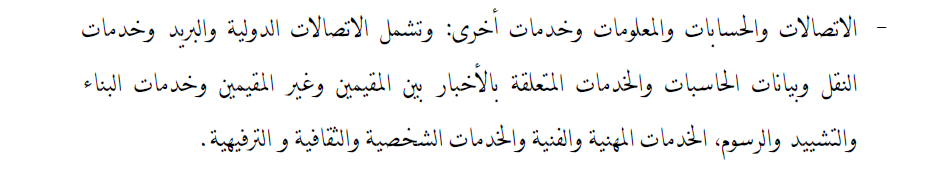 - الاتصالات والحسابات والمعلومات وخدمات أخرى: وتشمل الاتصالات الدولية والبريد وخدمات
النقل وبيانات الحاسبات والخدمات المتعلقة بالأخبار بين المقيمين وغير المقيمين وخدمات البناء
والتشييد والرسوم، الخدمات المهنية والفنية والخدمات الشخصية والثقافية و الترفيهية.